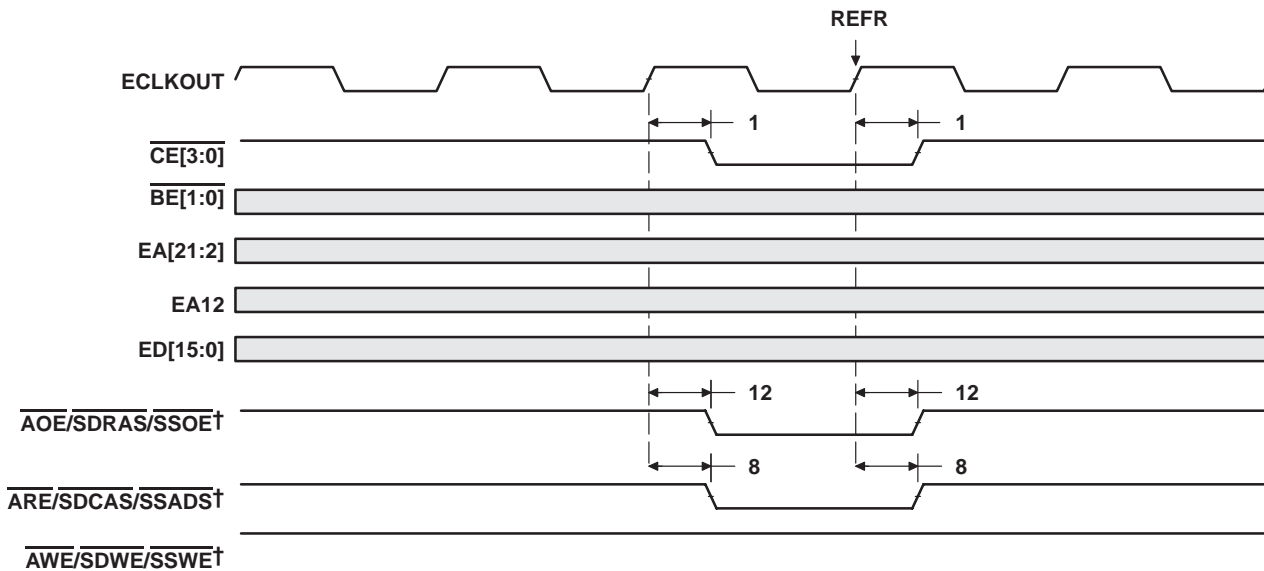 REFR
ECLKOUT
1 1
CE[3:0]
BE[1:0]
EA[21:2]
EA12
ED[15:0]
12 12
AOE/SDRAS/SSOE†
8 8
ARE/SDCAS/SSADS†
AWE/SDWE/SSWE†